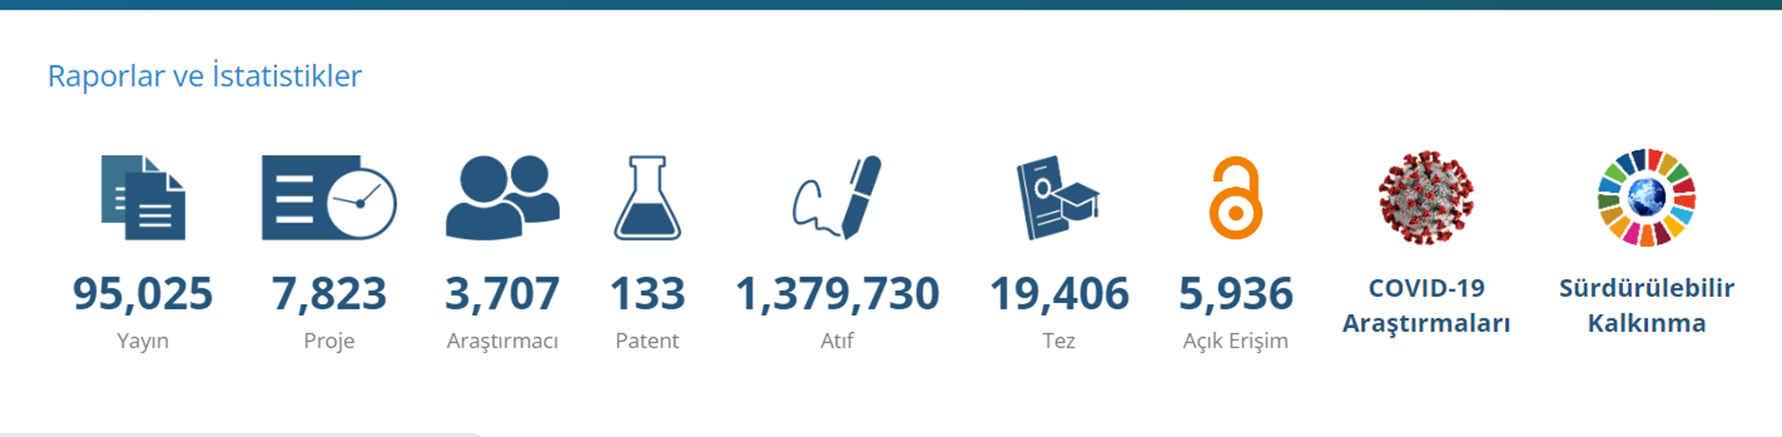 Raporlar ve İstatistikler
95,025
Yayın
7,823
Proje
3,707
Araştırmacı
133
Patent
1,379,730
Atıf
19,406
Tez
5,936
Açık Erişim
COVID-19
Araştırmaları
Sürdürülebilir
Kalkınma